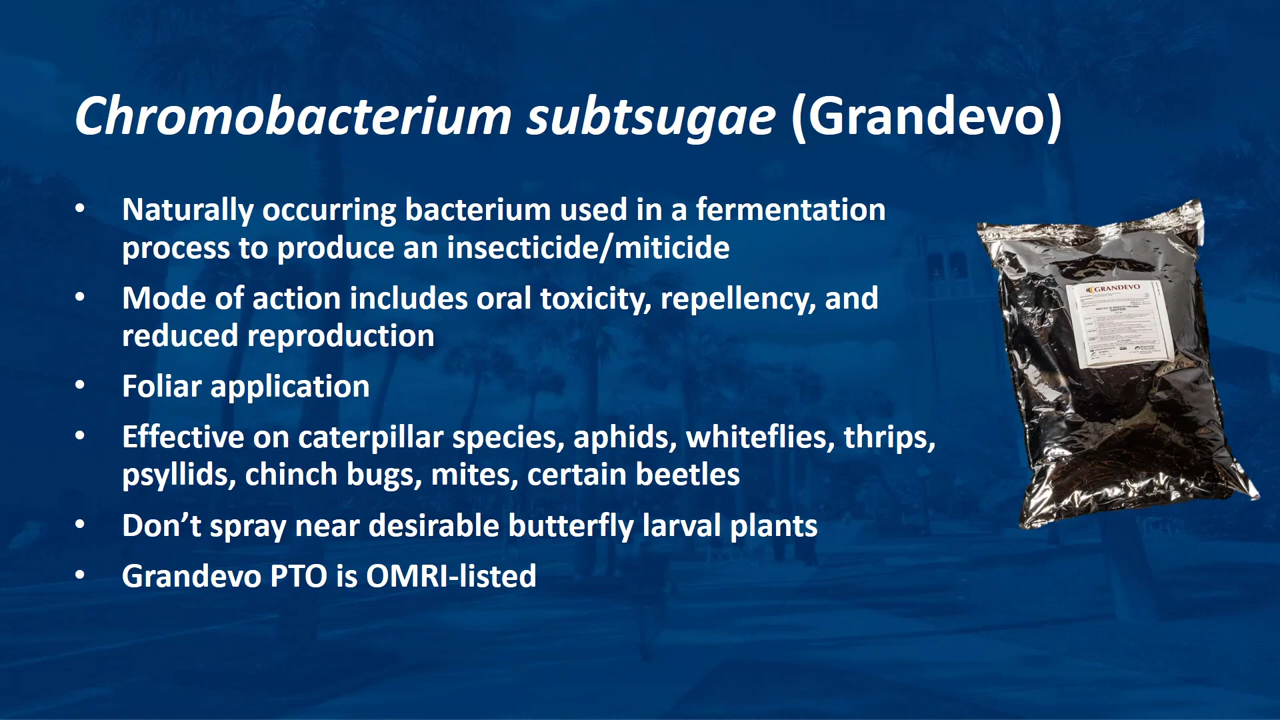 Chromobacterium subtsugae (Grandevo)
• Naturally occurring bacterium used in a fermentation
process to produce an insecticide/miticide
• Mode of action includes oral toxicity, repellency, and
reduced reproduction
• Foliar application
• Effective on caterpillar species, aphids, whiteflies, thrips,
psyllids, chinch bugs, mites, certain beetles
• Don’t spray near desirable butterfly larval plants
• Grandevo PTO is OMRI-listed
GRANDEVO